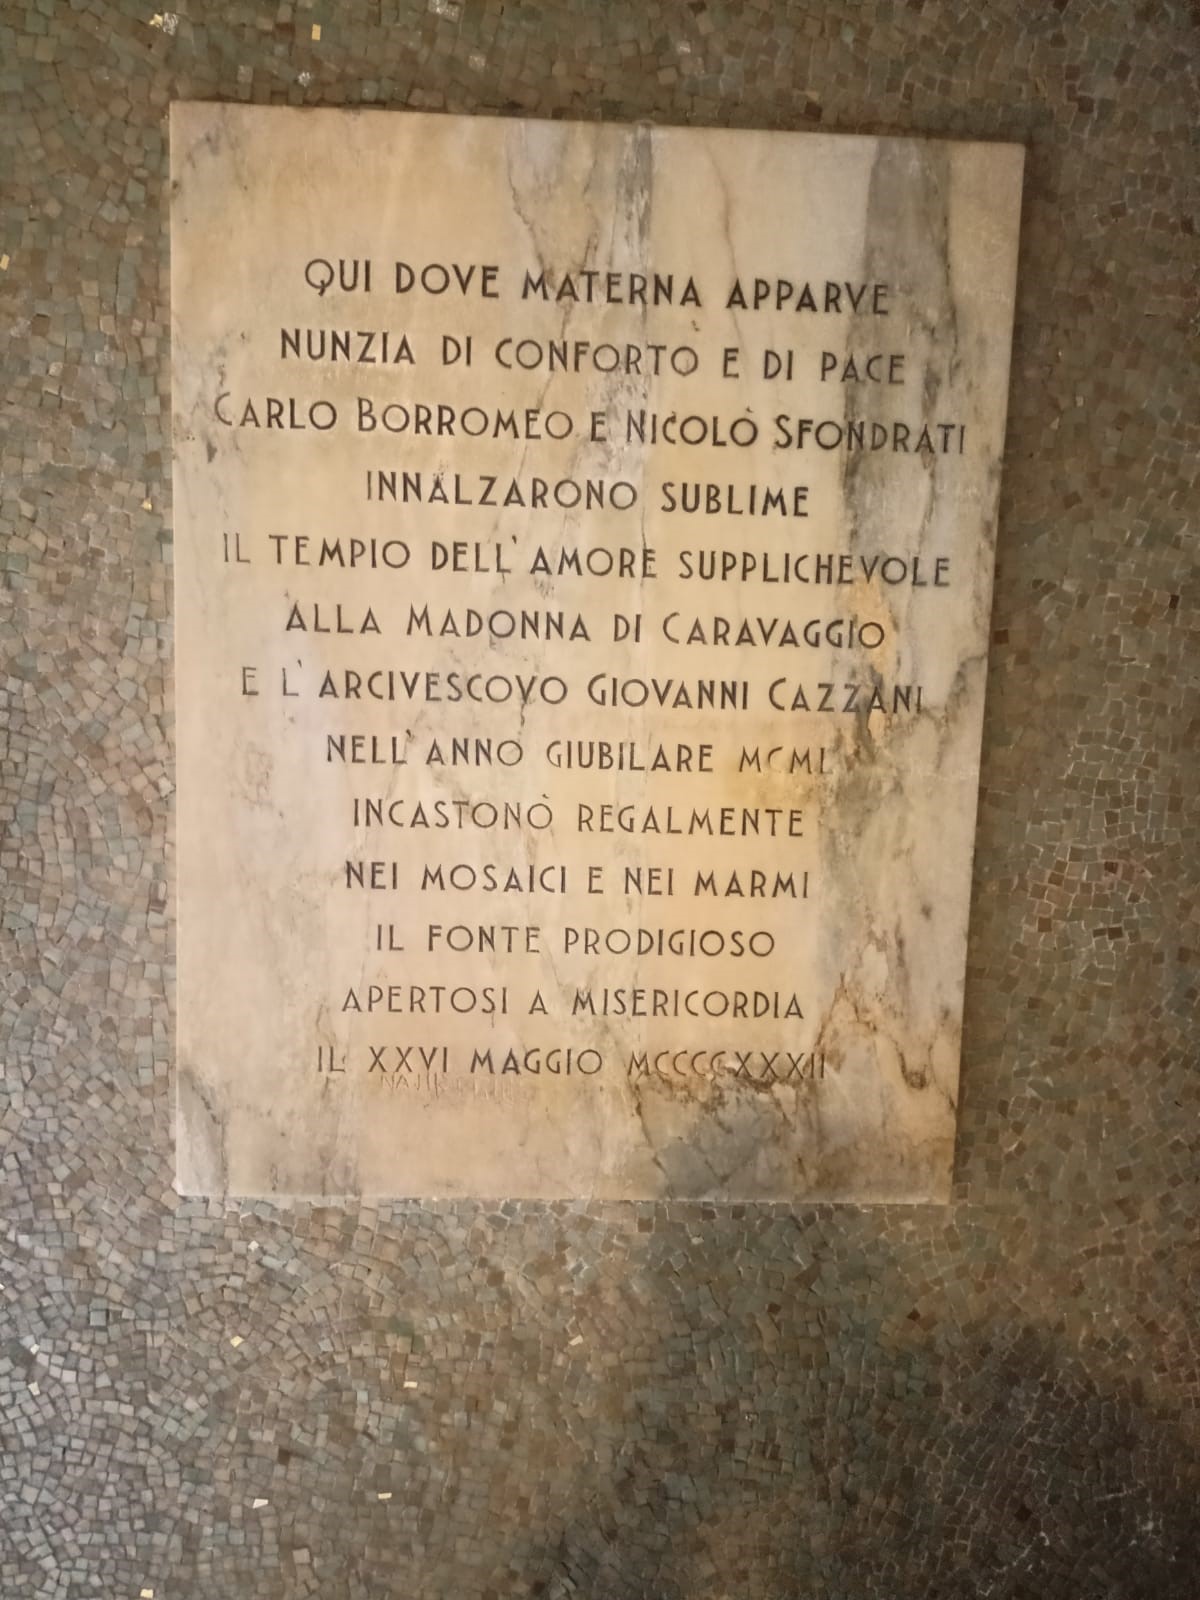 QUI DOVE MATERNA APPARVE
NUNZIA DI CONFORTO E DI PACE
CARLO BORROMEO E NICOLÒ SFONDRATI
INNALZARONO SUBLIME
IL TEMPIO DELL'AMORE SUPPLICHEVOLE
ALLA MADONNA DI CARAVAGGIO
E L'ARCIVESCOVO GIOVANNI CAZZANI
NELL'ANNO GIUBILARE MCML
INCASTONÒ REGALMENTE
NEI MOSAICI E NEI MARMI
IL FONTE PRODIGIOSO
APERTOSI A MISERICORDIA
IL XXVI MAGGIO MCCCCXXXII